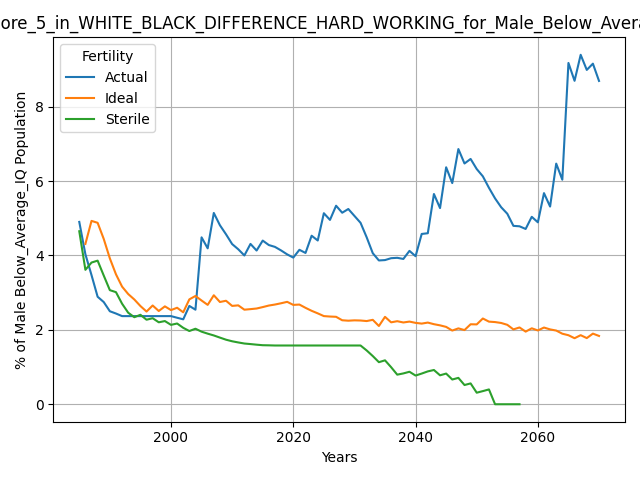 ore_5_in_WHITE_BLACK_DIFFERENCE_HARD_WORKING_for_Male_Below_Avera
Fertility
Actual
Ideal
Sterile
% of Male Below_Average_IQ Population
8
6
4
2
0
2000 2020 2040 2060
Years